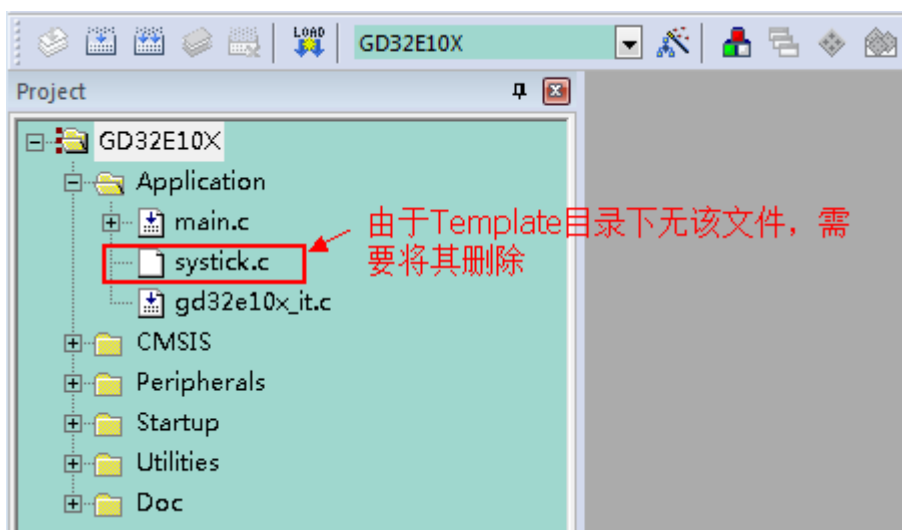 LOAD
GD32E10X
Project
GD32E10X
Application
main.c
由于Template目录下无该文件，需
要将其删除
systick.c
gd32e10x_it.c
CMSIS
Peripherals
Startup
Utilities
Doc